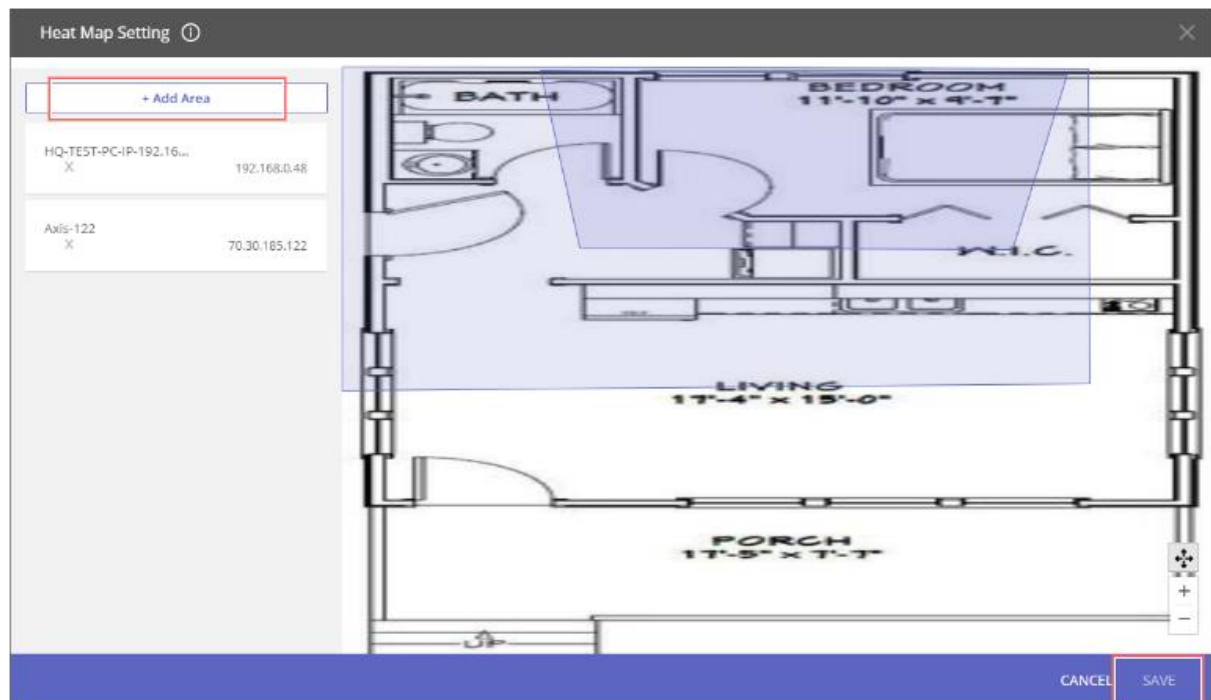 Heat Map Setting
+ Add Area
HQ-TEST-PC-IP-192.16...
X
192.168.0.48
Axis-122
X
70.30.185.122
BATH
BEDROOM
11'-10" x 9'-7"
W.I.C.
LIVING
17'-4" x 15'-0"
PORCH
17'-5" x 7'-7"
UP
+
−
CANCEL
SAVE